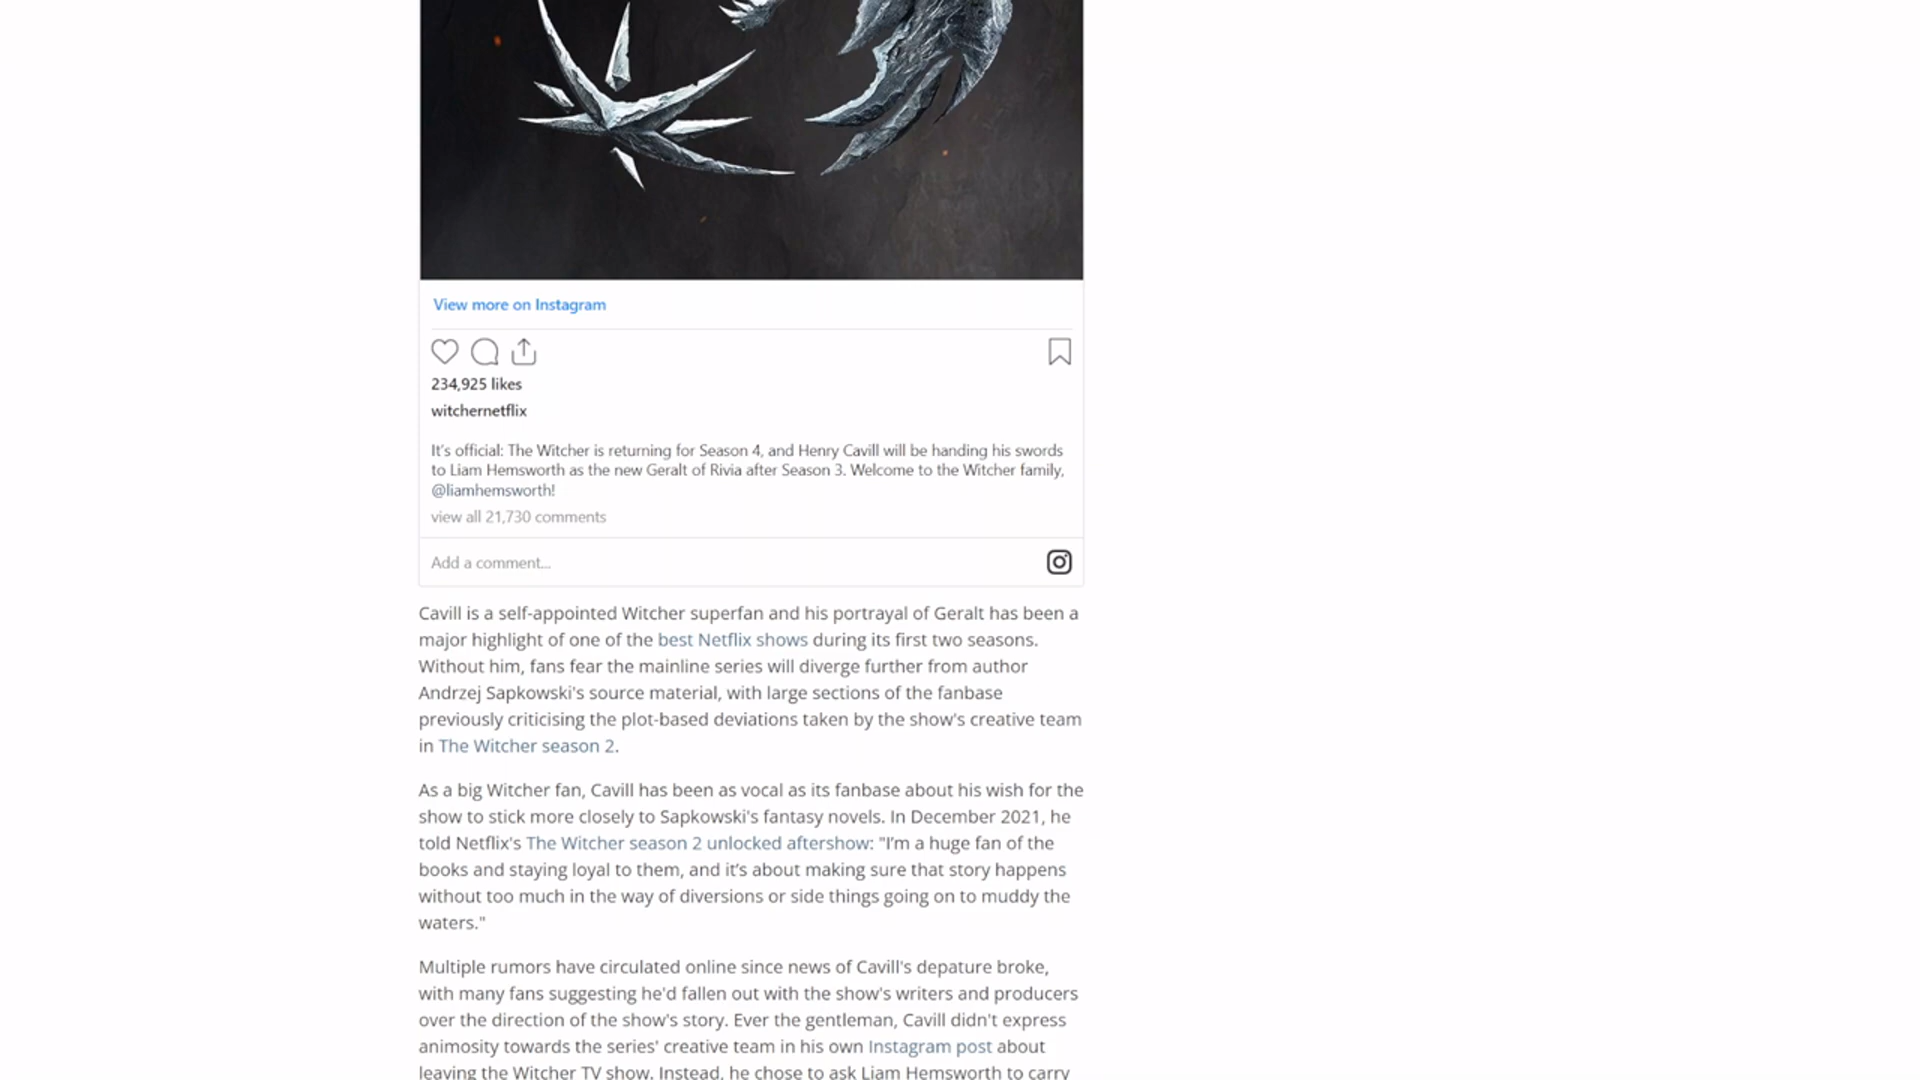 View more on Instagram
234,925 likes
witchernetflix
It's official: The Witcher is returning for Season 4, and Henry Cavill will be handing his swords
to Liam Hemsworth as the new Geralt of Rivia after Season 3. Welcome to the Witcher family,
@liamhemsworth!
view all 21,730 comments
Add a comment...
Cavill is a self-appointed Witcher superfan and his portrayal of Geralt has been a
major highlight of one of the best Netflix shows during its first two seasons.
Without him, fans fear the mainline series will diverge further from author
Andrzej Sapkowski's source material, with large sections of the fanbase
previously criticising the plot-based deviations taken by the show's creative team
in The Witcher season 2.
As a big Witcher fan, Cavill has been as vocal as its fanbase about his wish for the
show to stick more closely to Sapkowski's fantasy novels. In December 2021, he
told Netflix's The Witcher season 2 unlocked aftershow: "I'm a huge fan of the
books and staying loyal to them, and it's about making sure that story happens
without too much in the way of diversions or side things going on to muddy the
waters."
Multiple rumors have circulated online since news of Cavill's depature broke,
with many fans suggesting he'd fallen out with the show's writers and producers
over the direction of the show's story. Ever the gentleman, Cavill didn't express
animosity towards the series' creative team in his own Instagram post about
leaving the Witcher TV show. Instead, he chose to ask Liam Hemsworth to carry